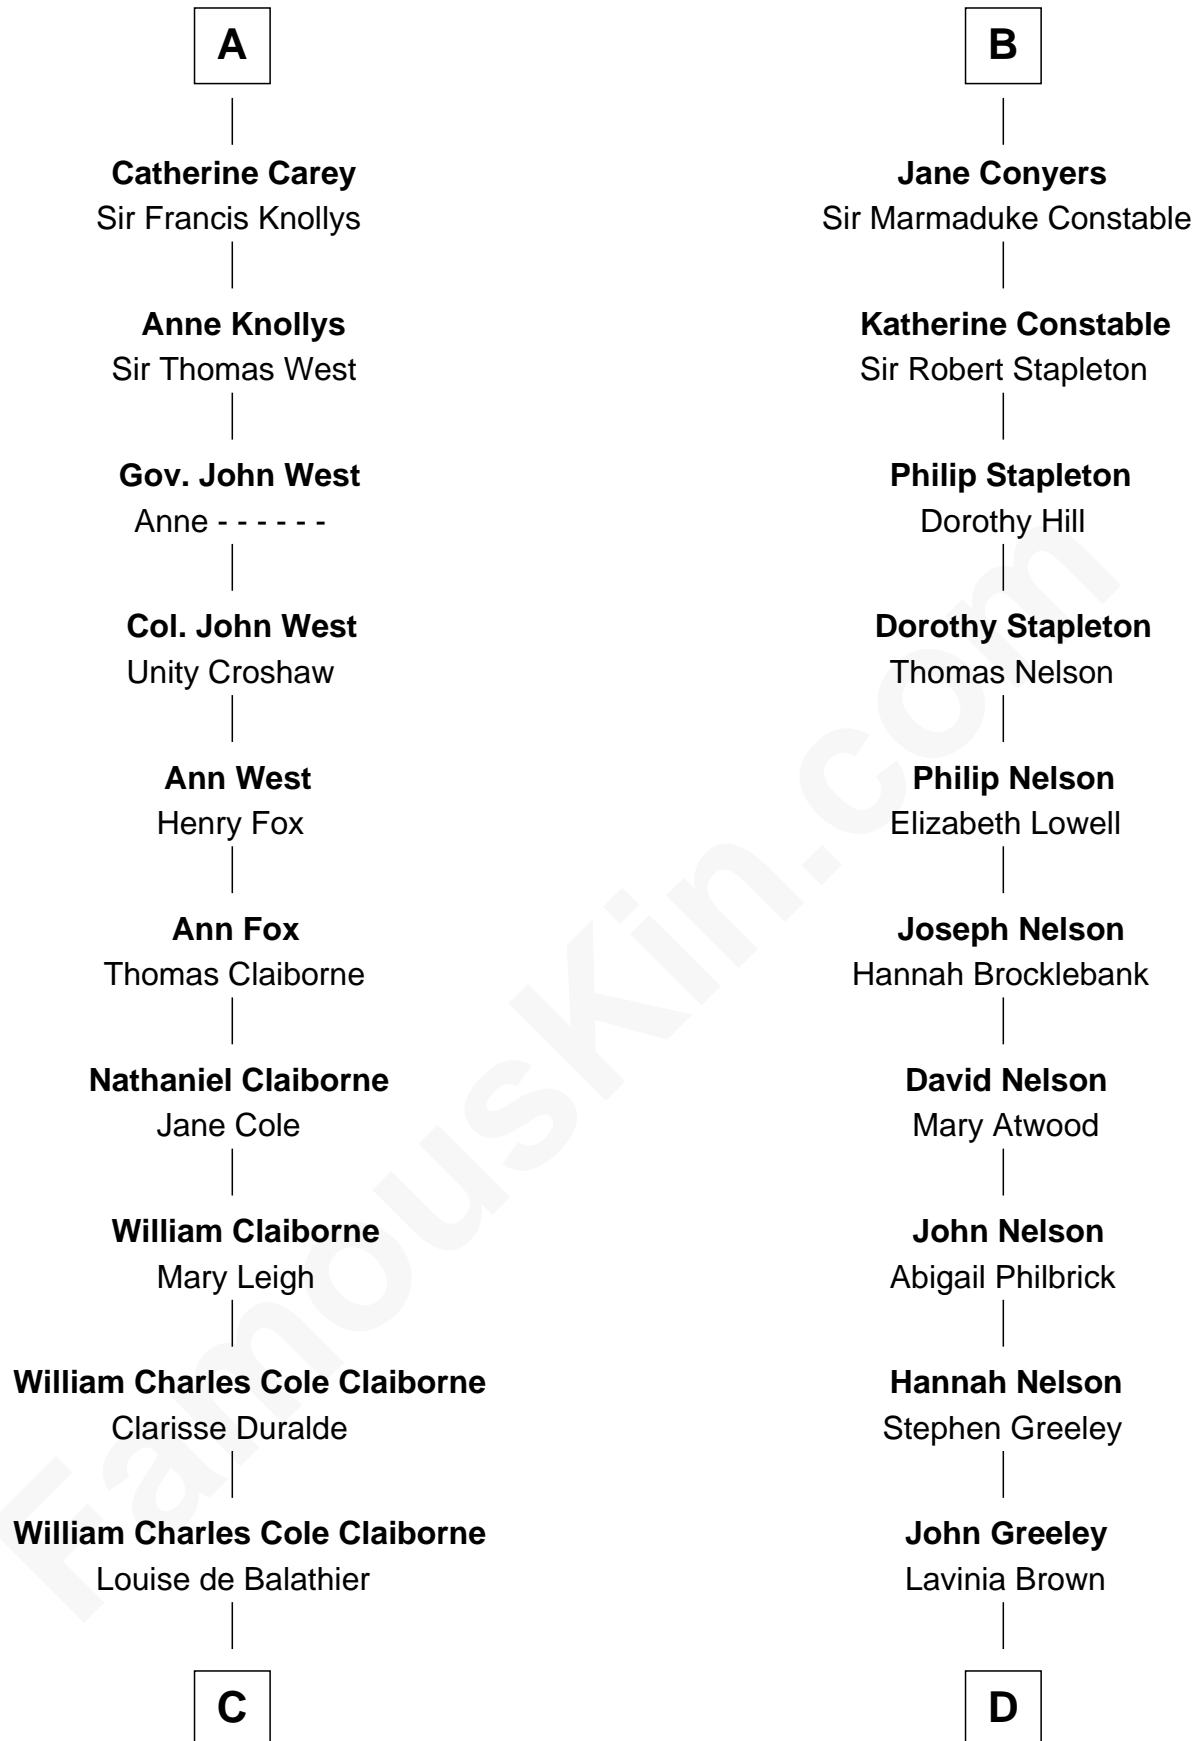 A
Catherine Carey
Sir Francis Knollys
Anne Knollys
Sir Thomas West
Gov. John West
Anne - - - - - -
Col. John West
Unity Croshaw
Ann West
Henry Fox
Ann Fox
Thomas Claiborne
Nathaniel Claiborne
Jane Cole
William Claiborne
Mary Leigh
William Charles Cole Claiborne
Clarisse Duralde
William Charles Cole Claiborne
Louise de Balathier
C
B
Jane Conyers
Sir Marmaduke Constable
Katherine Constable
Sir Robert Stapleton
Philip Stapleton
Dorothy Hill
Dorothy Stapleton
Thomas Nelson
Philip Nelson
Elizabeth Lowell
Joseph Nelson
Hannah Brocklebank
David Nelson
Mary Atwood
John Nelson
Abigail Philbrick
Hannah Nelson
Stephen Greeley
John Greeley
Lavinia Brown
D
FamousKin.com